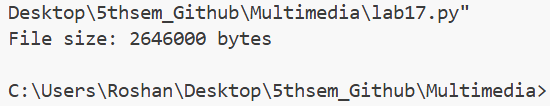 Desktop\5thsem_Github\Multimedia\lab17.py"
File size: 2646000 bytes
C:\Users\Roshan\Desktop\5thsem_Github\Multimedia>